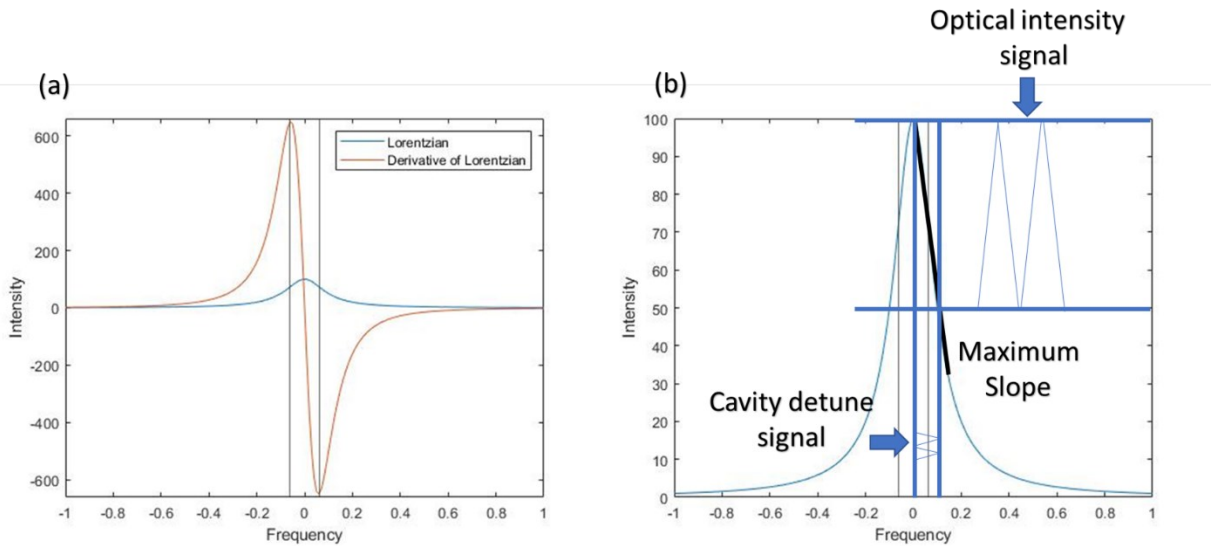 (a)
600
400
200
0
-200
-400
-600
Intensity
-1 -0.8 -0.6 -0.4 -0.2 0 0.2 0.4 0.6 0.8 1
Frequency
Lorentzian
Derivative of Lorentzian
(b)
Optical intensity
signal
100
90
80
70
60
50
40
30
20
10
0
Intensity
Maximum
Slope
Cavity detune
signal
-1 -0.8 -0.6 -0.4 -0.2 0 0.2 0.4 0.6 0.8 1
Frequency